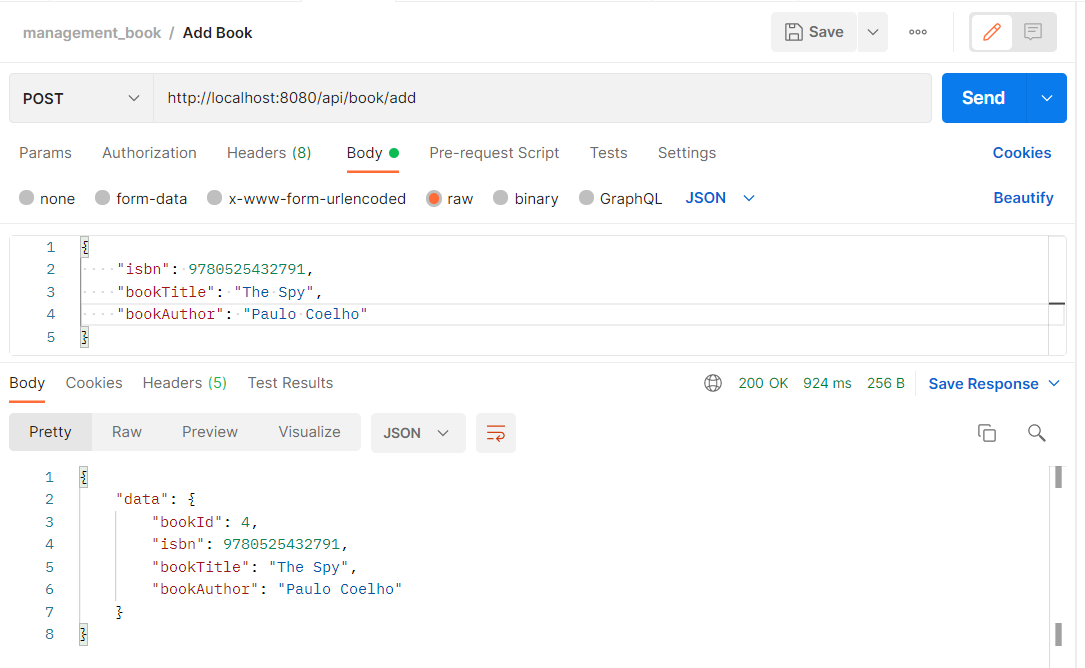 management_book / Add Book Save
POST http://localhost:8080/api/book/add Send
Params Authorization Headers (8) Body Pre-request Script Tests Settings Cookies
none form-data x-www-form-urlencoded raw binary GraphQL JSON Beautify
1 {
2 "isbn": 9780525432791,
3 "bookTitle": "The Spy",
4 "bookAuthor": "Paulo Coelho"
5 }
Body Cookies Headers (5) Test Results 200 OK 924 ms 256 B Save Response
Pretty Raw Preview Visualize JSON
1 {
2 "data": {
3 "bookId": 4,
4 "isbn": 9780525432791,
5 "bookTitle": "The Spy",
6 "bookAuthor": "Paulo Coelho"
7 }
8 }